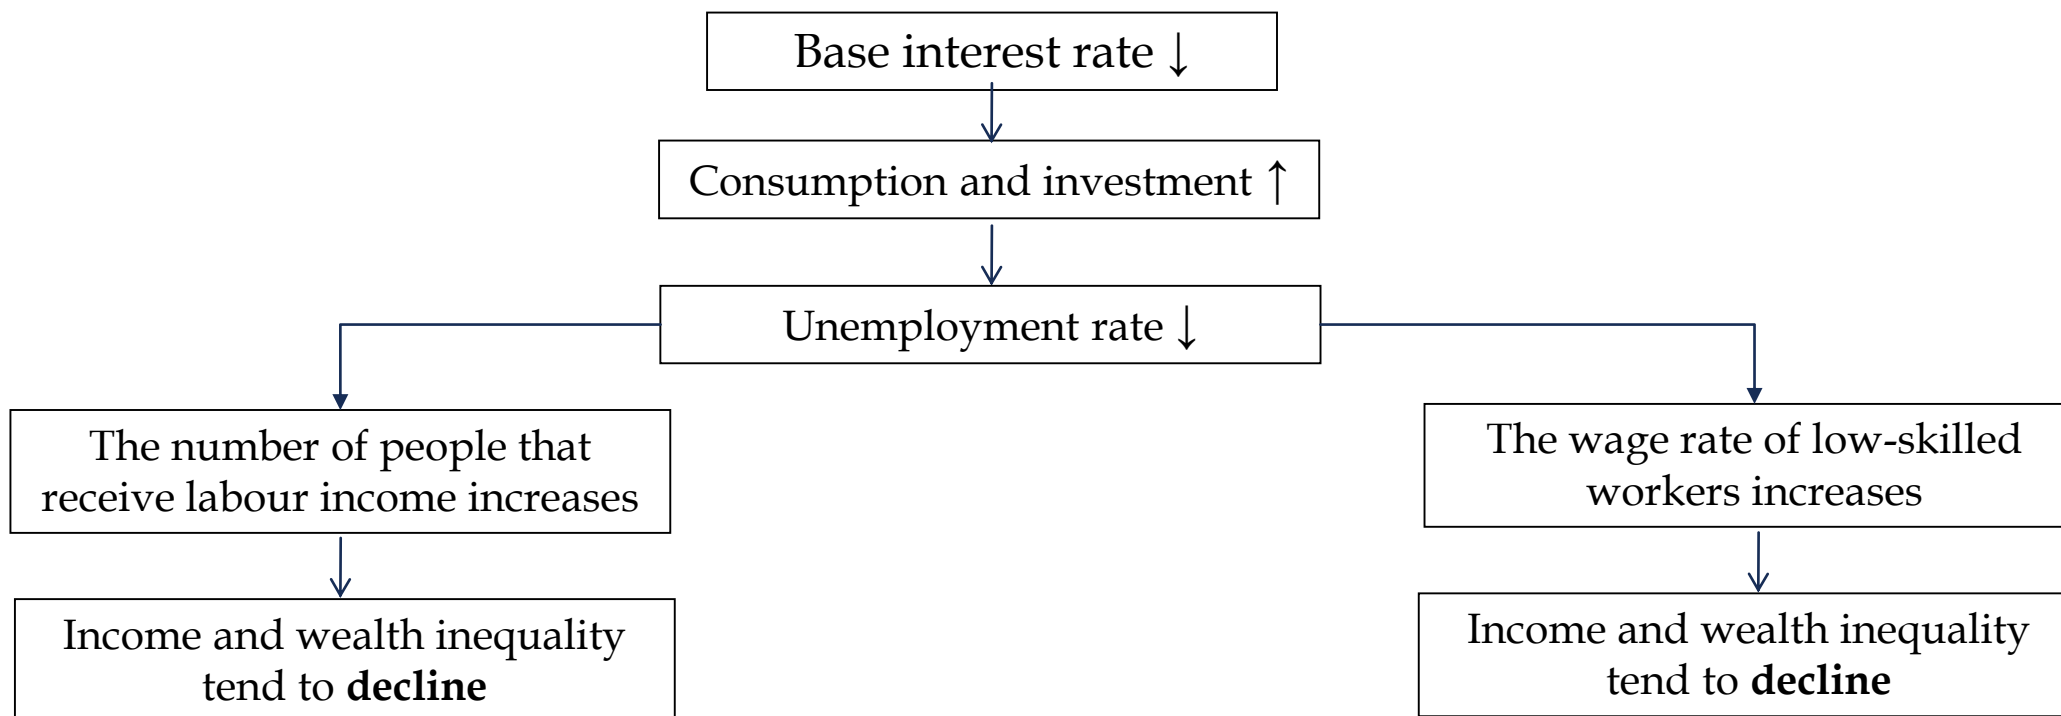 Base interest rate ↓
Consumption and investment ↑
Unemployment rate ↓
The number of people that
receive labour income increases
The wage rate of low-skilled
workers increases
Income and wealth inequality
tend to decline
Income and wealth inequality
tend to decline